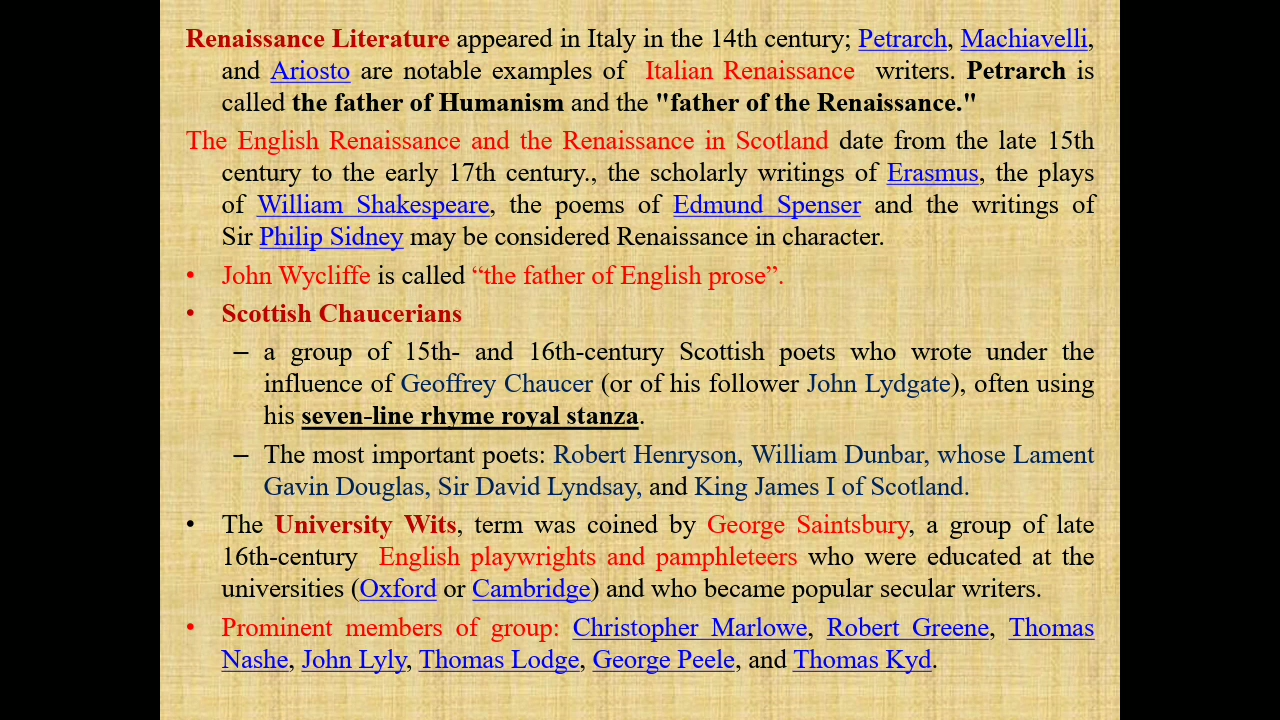 Renaissance Literature appeared in Italy in the 14th century; Petrarch, Machiavelli,
and Ariosto are notable examples of Italian Renaissance writers. Petrarch is
called the father of Humanism and the "father of the Renaissance."
The English Renaissance and the Renaissance in Scotland date from the late 15th
century to the early 17th century., the scholarly writings of Erasmus, the plays
of William Shakespeare, the poems of Edmund Spenser and the writings of
Sir Philip Sidney may be considered Renaissance in character.
• John Wycliffe is called “the father of English prose”.
• Scottish Chaucerians
– a group of 15th- and 16th-century Scottish poets who wrote under the
influence of Geoffrey Chaucer (or of his follower John Lydgate), often using
his seven-line rhyme royal stanza.
– The most important poets: Robert Henryson, William Dunbar, whose Lament
Gavin Douglas, Sir David Lyndsay, and King James I of Scotland.
• The University Wits, term was coined by George Saintsbury, a group of late
16th-century English playwrights and pamphleteers who were educated at the
universities (Oxford or Cambridge) and who became popular secular writers.
• Prominent members of group: Christopher Marlowe, Robert Greene, Thomas
Nashe, John Lyly, Thomas Lodge, George Peele, and Thomas Kyd.